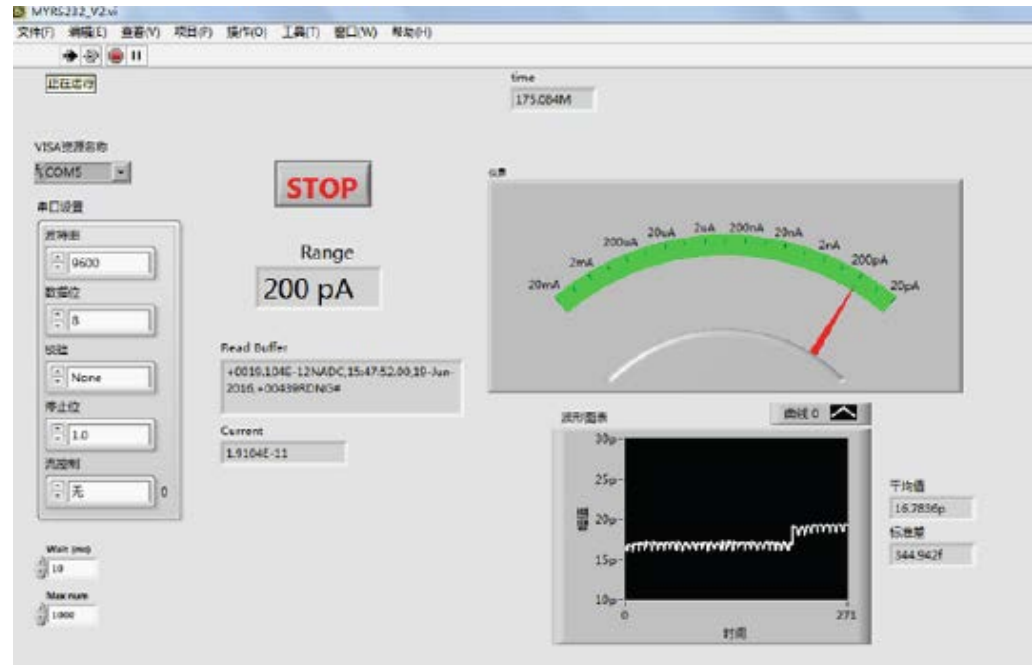 MYRS232_V2.vi
文件(F) 编辑(E) 查看(V) 项目(P) 操作(O) 工具(T) 窗口(W) 帮助(H)
正在运行
time
175.084M
VISA资源名称
COM5
串口设置
波特率
9600
数据位
8
校验
None
停止位
1.0
流控制
无
0
Wait (ms)
10
Max num
1000
STOP
Range
200 pA
Read Buffer
+0019.104E-12NADC,15:47:52.00,19-Jun-
2016,+00439RDNG#
Current
1.9104E-11
仪表
20mA
2mA
200uA
20uA
2uA
200nA
20nA
2nA
200pA
20pA
波形图表
曲线 0
幅值
30p
25p
20p
15p
10p
0
271
时间
平均值
16.7836p
标准差
344.942f